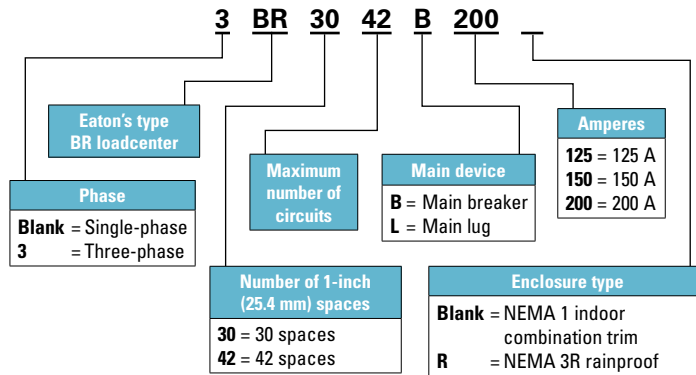 3 BR 30 42 B 200
Eaton's type
BR loadcenter
Phase
Blank = Single-phase
3 = Three-phase
Number of 1-inch
(25.4 mm) spaces
30 = 30 spaces
42 = 42 spaces
Maximum
number of
circuits
Main device
B = Main breaker
L = Main lug
Amperes
125 = 125 A
150 = 150 A
200 = 200 A
Enclosure type
Blank = NEMA 1 indoor
combination trim
R = NEMA 3R rainproof